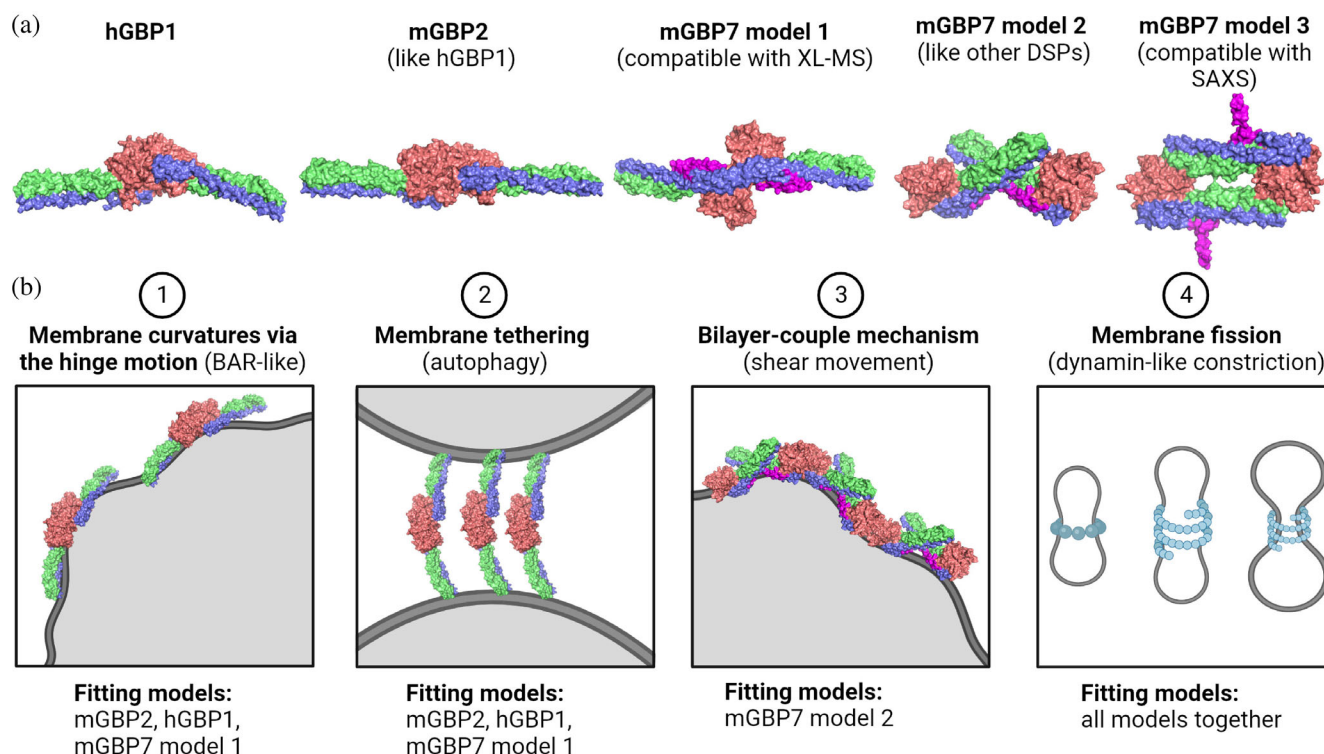 (a)
hGBP1
mGBP2
(like hGBP1)
mGBP7 model 1
(compatible with XL-MS)
mGBP7 model 2
(like other DSPs)
mGBP7 model 3
(compatible with
SAXS)
(b)
1
Membrane curvatures via
the hinge motion (BAR-like)
2
Membrane tethering
(autophagy)
3
Bilayer-couple mechanism
(shear movement)
4
Membrane fission
(dynamin-like constriction)
Fitting models:
mGBP2, hGBP1,
mGBP7 model 1
Fitting models:
mGBP2, hGBP1,
mGBP7 model 1
Fitting models:
mGBP7 model 2
Fitting models:
all models together